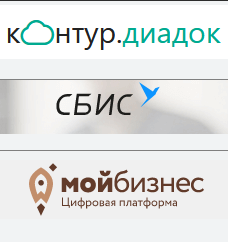 контур.диадок
СБИС
мойбизнес
Цифровая платформа